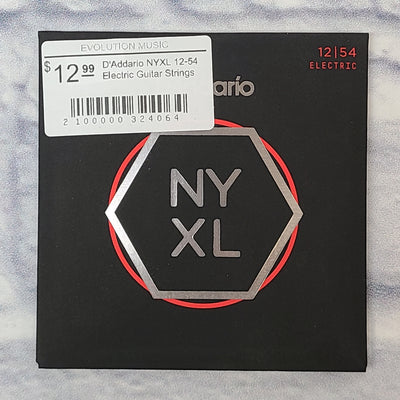 EVOLUTION MUSIC
$12.99
D'Addario NYXL 12-54
Electric Guitar Strings
2 100000 324064
ario
12|54
ELECTRIC
NY
XL